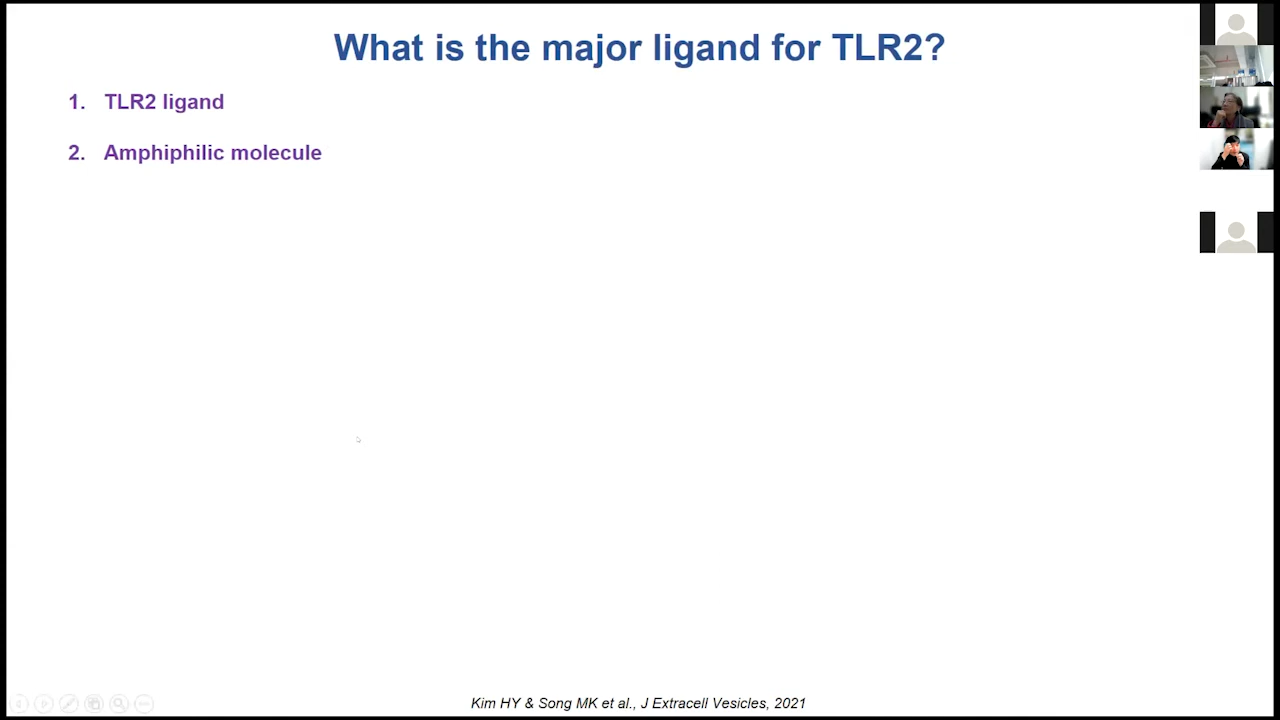 What is the major ligand for TLR2?
1. TLR2 ligand
2. Amphiphilic molecule
Kim HY & Song MK et al., J Extracell Vesicles, 2021